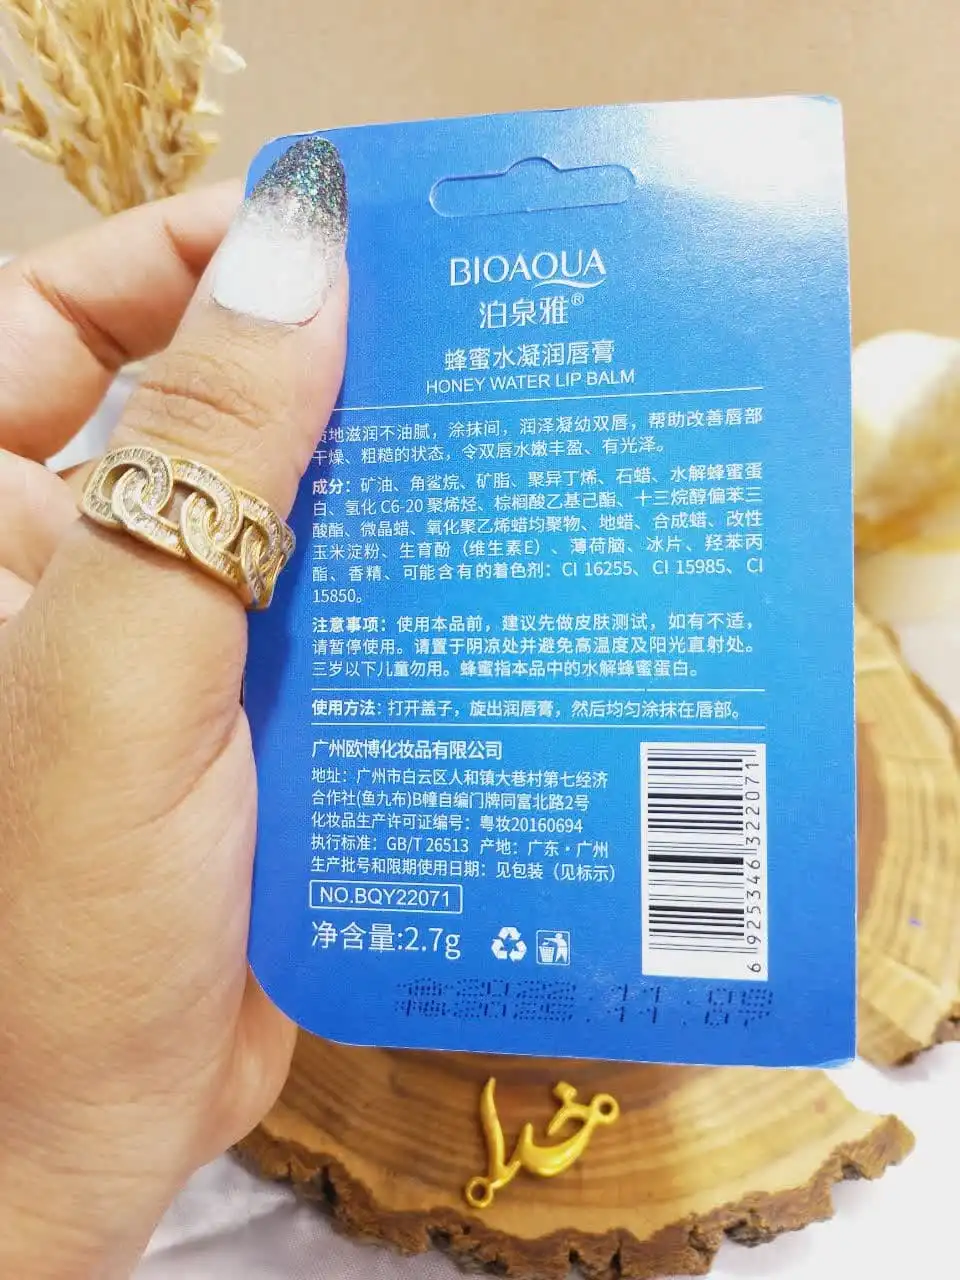 BIOAQUA
泊泉雅®
蜂蜜水凝润唇膏
HONEY WATER LIP BALM
质地滋润不油腻，涂抹间，润泽凝幼双唇，帮助改善唇部
干燥、粗糙的状态，令双唇水嫩丰盈、有光泽。
成分：矿油、角鲨烷、矿脂、聚异丁烯、石蜡、水解蜂蜜蛋
白、氢化 C6-20 聚烯烃、棕榈酸乙基己酯、十三烷醇偏苯三
酸酯、微晶蜡、氧化聚乙烯蜡均聚物、地蜡、合成蜡、改性
玉米淀粉、生育酚（维生素E）、薄荷脑、冰片、羟苯丙
酯、香精、可能含有的着色剂：CI 16255、CI 15985、CI
15850。
注意事项：使用本品前，建议先做皮肤测试，如有不适，
请暂停使用。请置于阴凉处并避免高温度及阳光直射处。
三岁以下儿童勿用。蜂蜜指本品中的水解蜂蜜蛋白。
使用方法：打开盖子，旋出润唇膏，然后均匀涂抹在唇部。
广州欧博化妆品有限公司
地址：广州市白云区人和镇大巷村第七经济
合作社(鱼九布)B幢自编门牌同富北路2号
化妆品生产许可证编号：粤妆20160694
执行标准：GB/T 26513 产地：广东·广州
生产批号和限期使用日期：见包装（见标示）
NO.BQY22071
净含量:2.7g
6 925346 322071
خدا